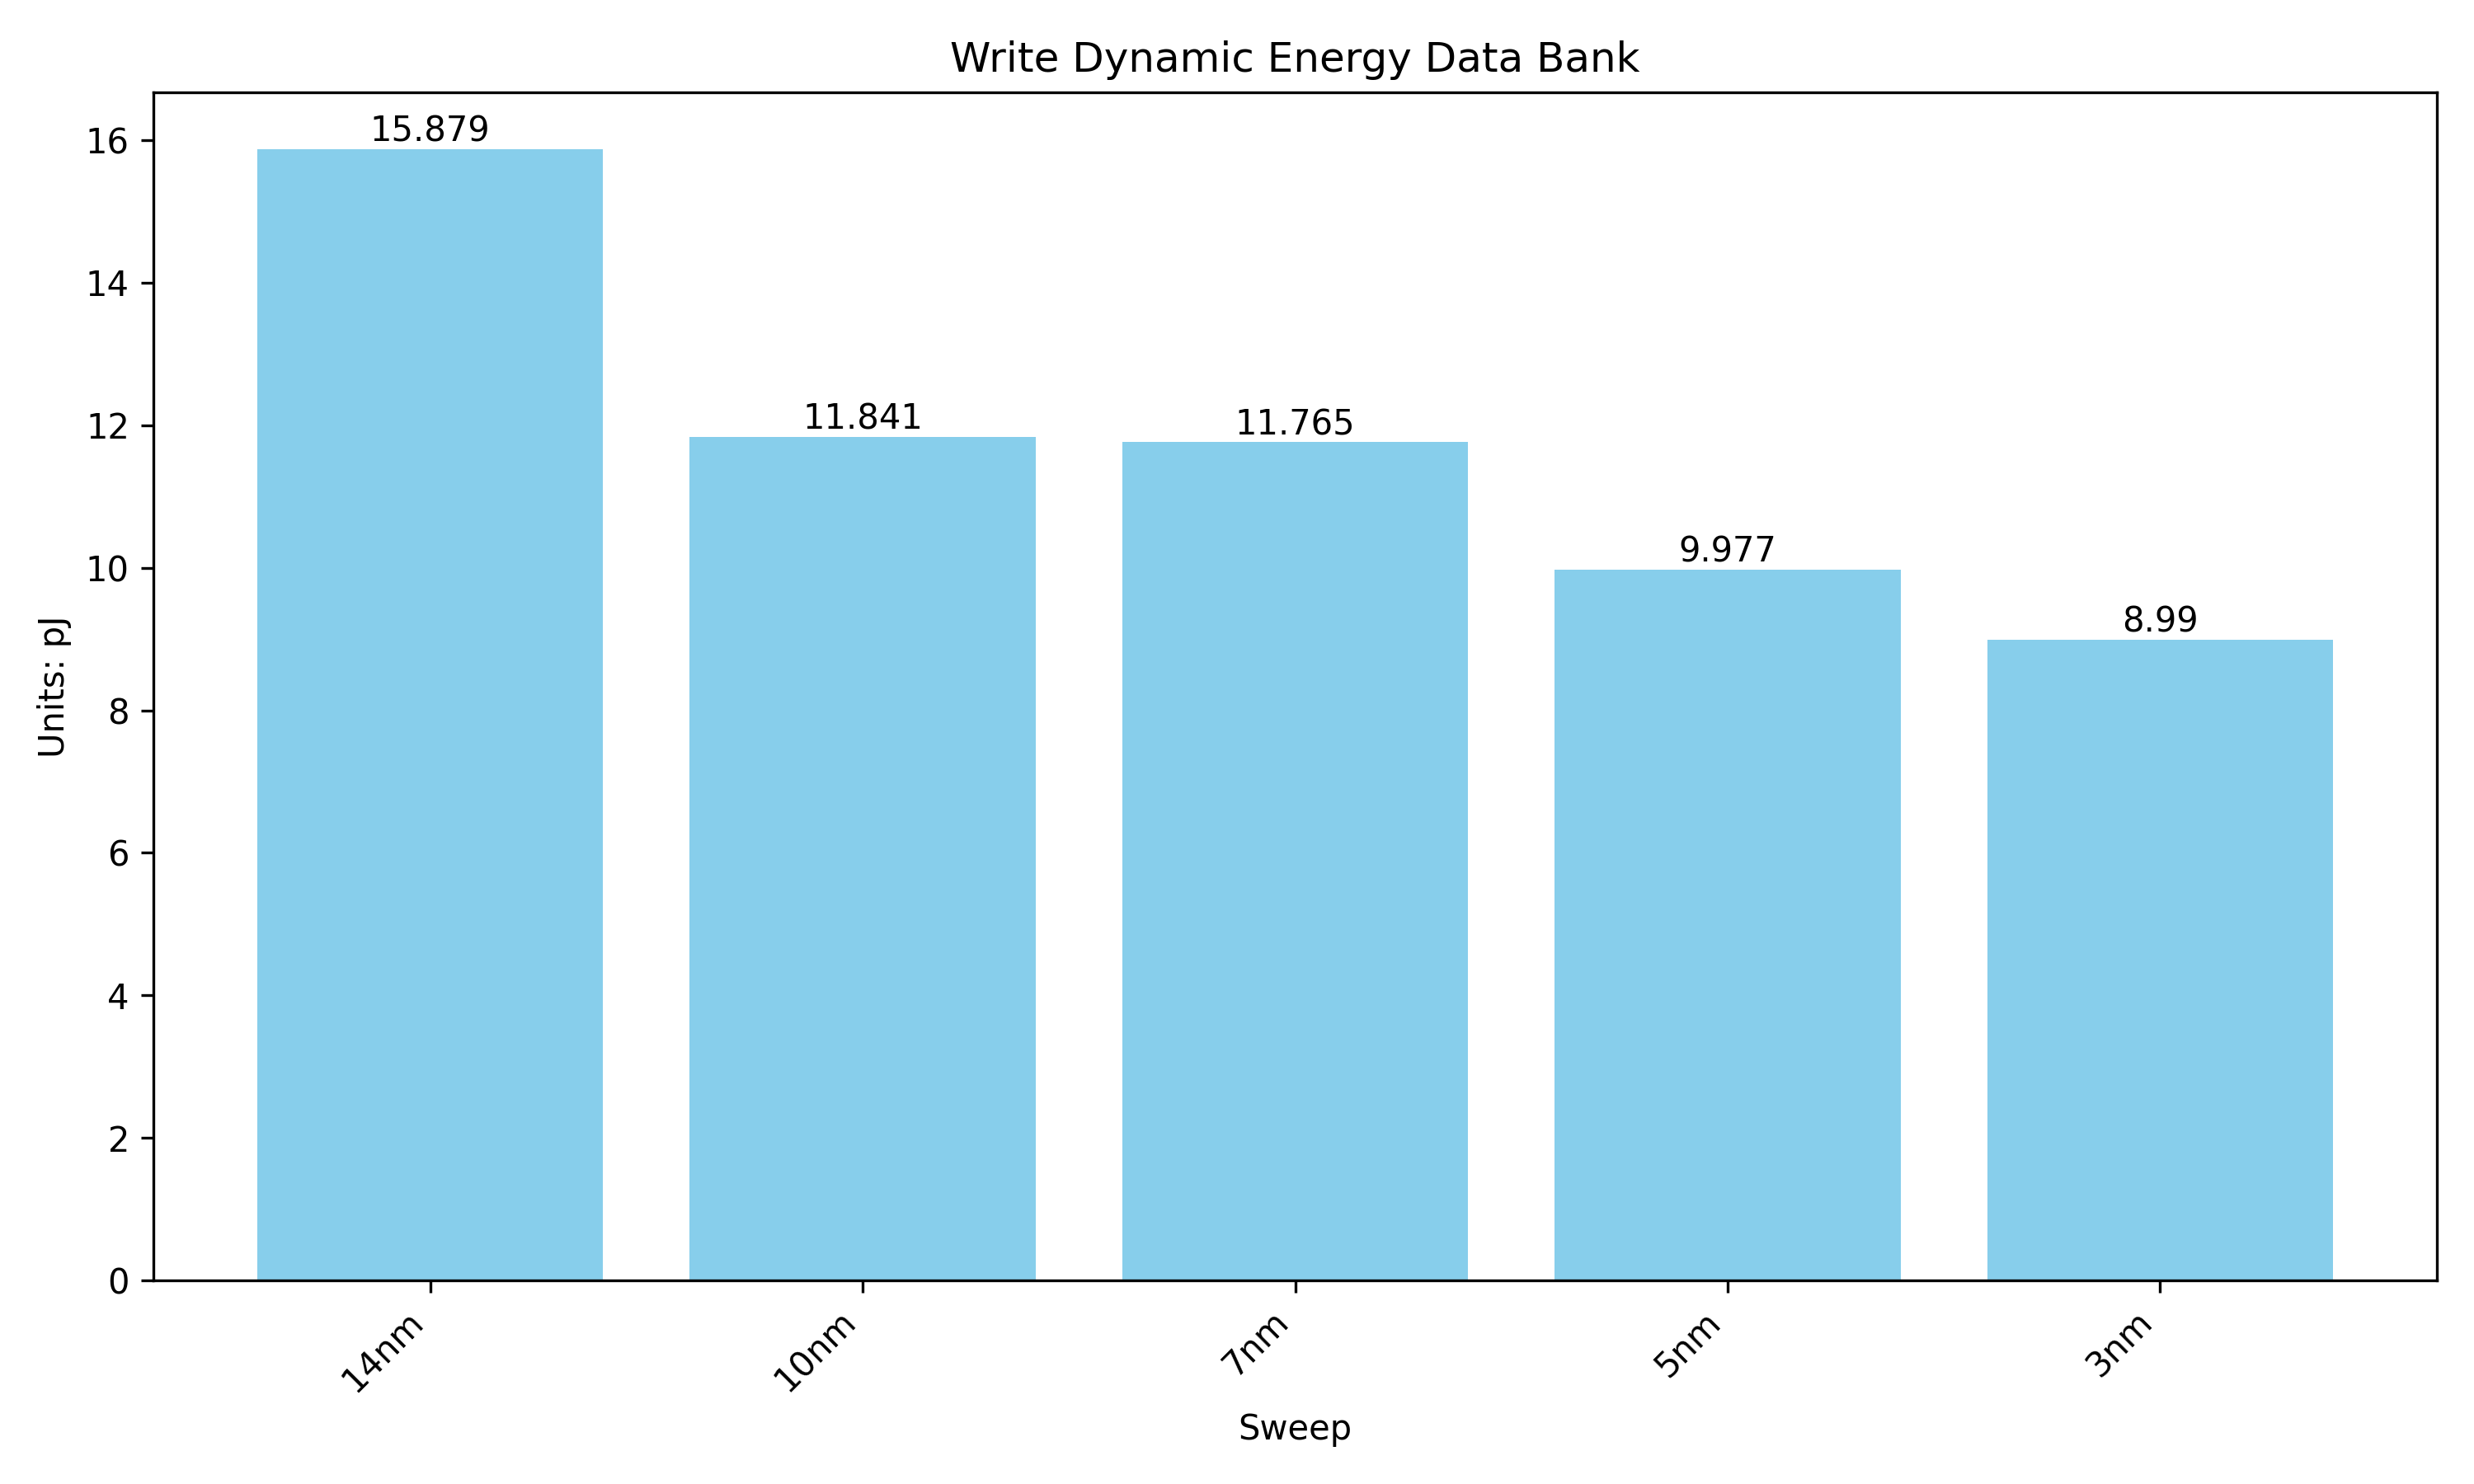 Write Dynamic Energy Data Bank
Units: pJ
16
14
12
10
8
6
4
2
0
15.879
11.841
11.765
9.977
8.99
14nm
10nm
7nm
5nm
3nm
Sweep